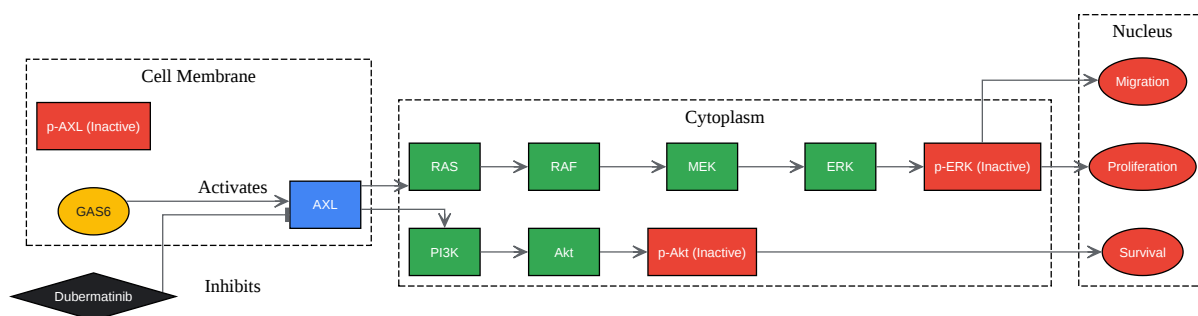 Nucleus
Cell Membrane
Migration
p-AXL (Inactive)
Cytoplasm
RAS
RAF
MEK
ERK
p-ERK (Inactive)
Proliferation
Activates
GAS6
AXL
PI3K
Akt
p-Akt (Inactive)
Survival
Dubermatinib
Inhibits